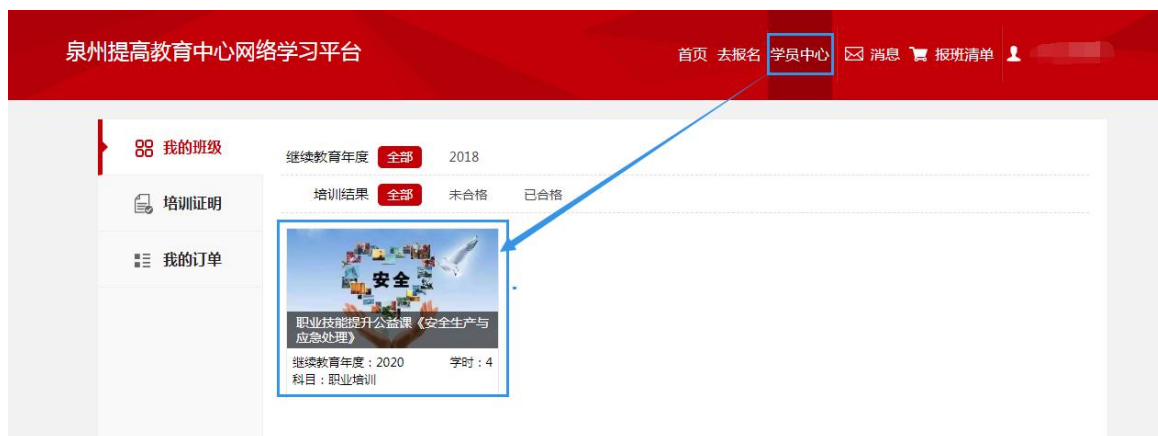 泉州提高教育中心网络学习平台
首页 去报名 学员中心 消息 报班清单
我的班级
培训证明
我的订单
继续教育年度 全部 2018
培训结果 全部 未合格 已合格
安全
职业技能提升公益课《安全生产与
应急处理》
继续教育年度：2020 学时：4
科目：职业培训